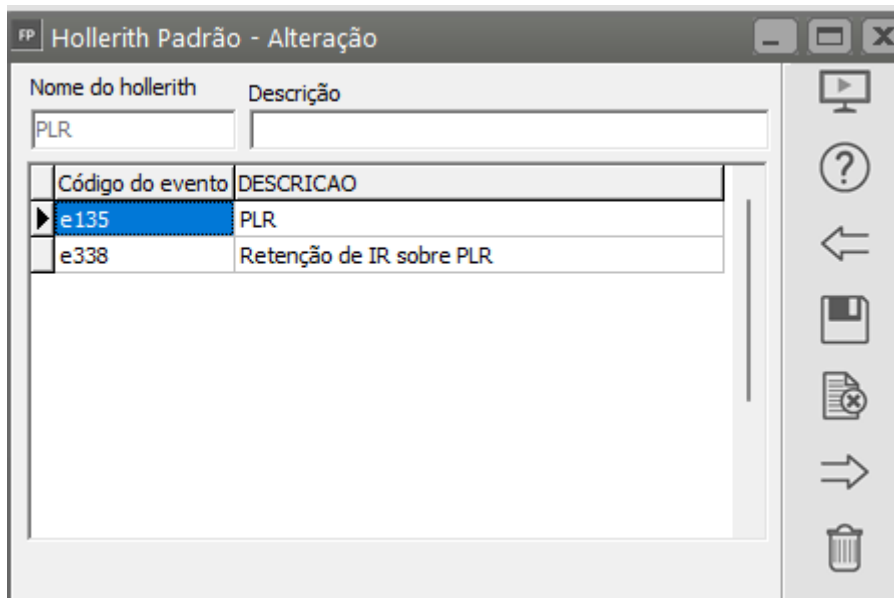 FP Hollerith Padrão - Alteração
Nome do hollerith Descrição
PLR
Código do evento DESCRICAO
e135 PLR
e338 Retenção de IR sobre PLR